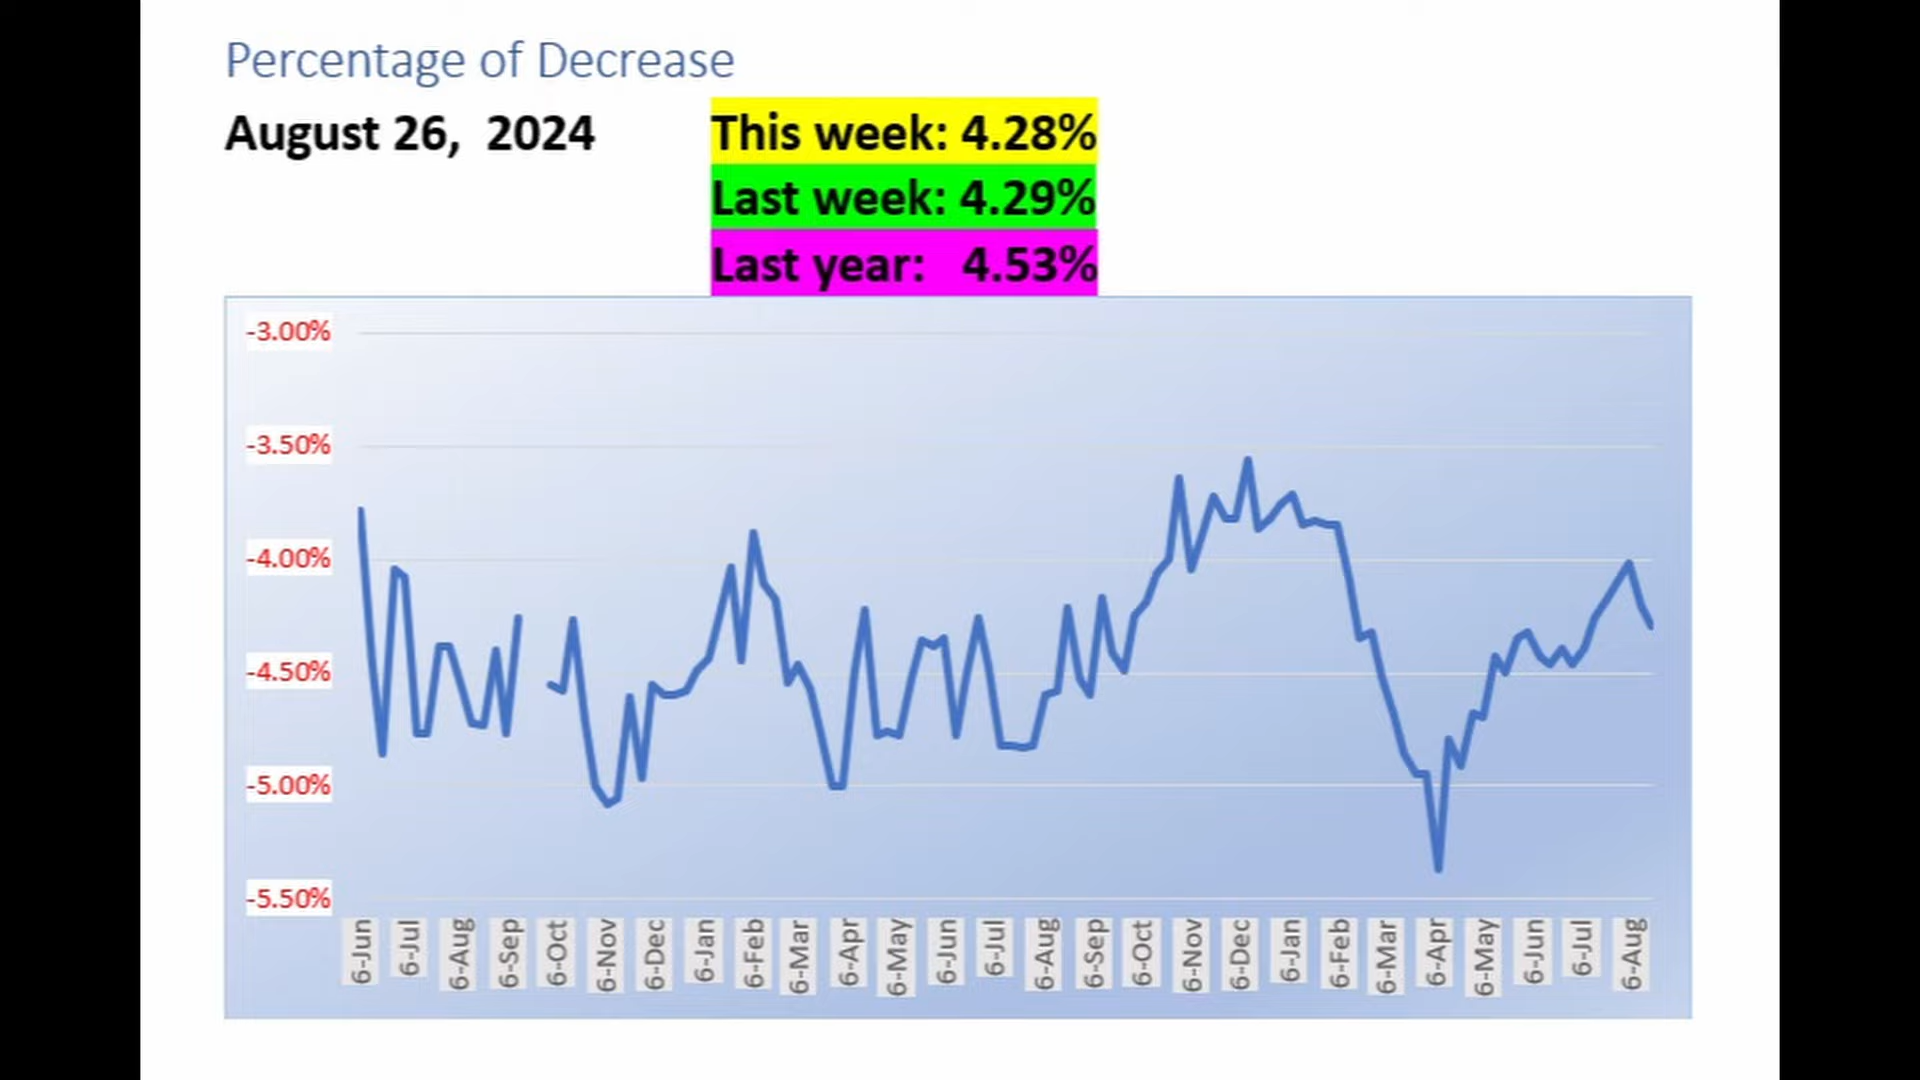 Percentage of Decrease
August 26, 2024
This week: 4.28%
Last week: 4.29%
Last year: 4.53%
-3.00%
-3.50%
-4.00%
-4.50%
-5.00%
-5.50%
6-Jun
6-Jul
6-Aug
6-Sep
6-Oct
6-Nov
6-Dec
6-Jan
6-Feb
6-Mar
6-Apr
6-May
6-Jun
6-Jul
6-Aug
6-Sep
6-Oct
6-Nov
6-Dec
6-Jan
6-Feb
6-Mar
6-Apr
6-May
6-Jun
6-Jul
6-Aug